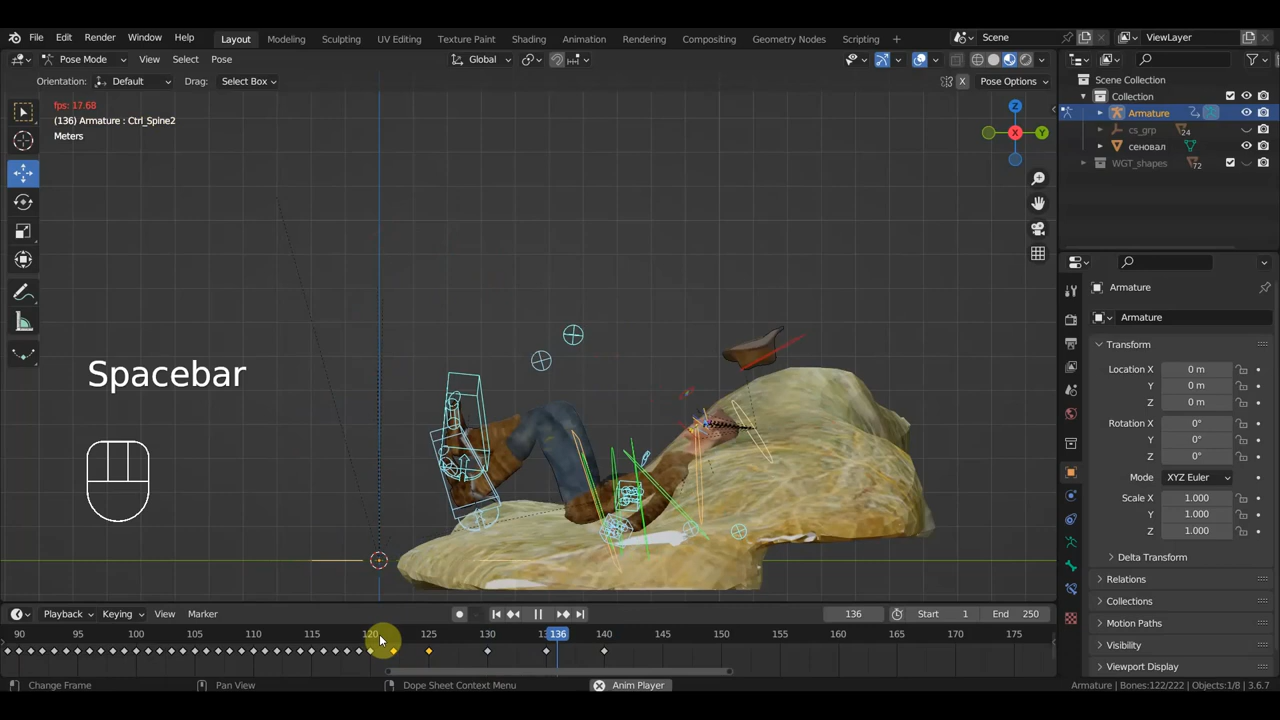 File Edit Render Window Help Layout Modeling Sculpting UV Editing Texture Paint Shading Animation Rendering Compositing Geometry Nodes Scripting + Scene ViewLayer
Pose Mode View Select Pose Global
Orientation: Default Drag: Select Box X Pose Options
Scene Collection
Collection
Armature
cs_grp 24
сеновал
WGT_shapes 72
fps: 17.68
(136) Armature : Ctrl_Spine2
Meters
Z
Y
X
Spacebar
Armature
Armature
Transform
Location X 0 m
Y 0 m
Z 0 m
Rotation X 0°
Y 0°
Z 0°
Mode XYZ Euler
Scale X 1.000
Y 1.000
Z 1.000
Delta Transform
Relations
Collections
Motion Paths
Visibility
Viewport Display
Playback Keying View Marker 136 Start 1 End 250
90 95 100 105 110 115 120 125 130 136 140 145 150 155 160 165 170 175
Change Frame Pan View Dope Sheet Context Menu Anim Player Armature | Bones:122/222 | Objects:1/8 | 3.6.7